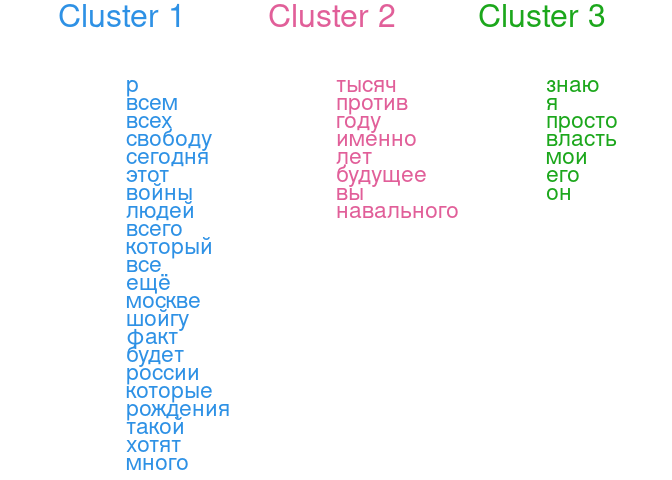 Cluster 1 Cluster 2 Cluster 3
р
всем
всех
свободу
сегодня
этот
войны
людей
всего
который
все
ещё
москве
шойгу
факт
будет
россии
которые
рождения
такой
хотят
много
тысяч
против
году
именно
лет
будущее
вы
навального
знаю
я
просто
власть
мои
его
он